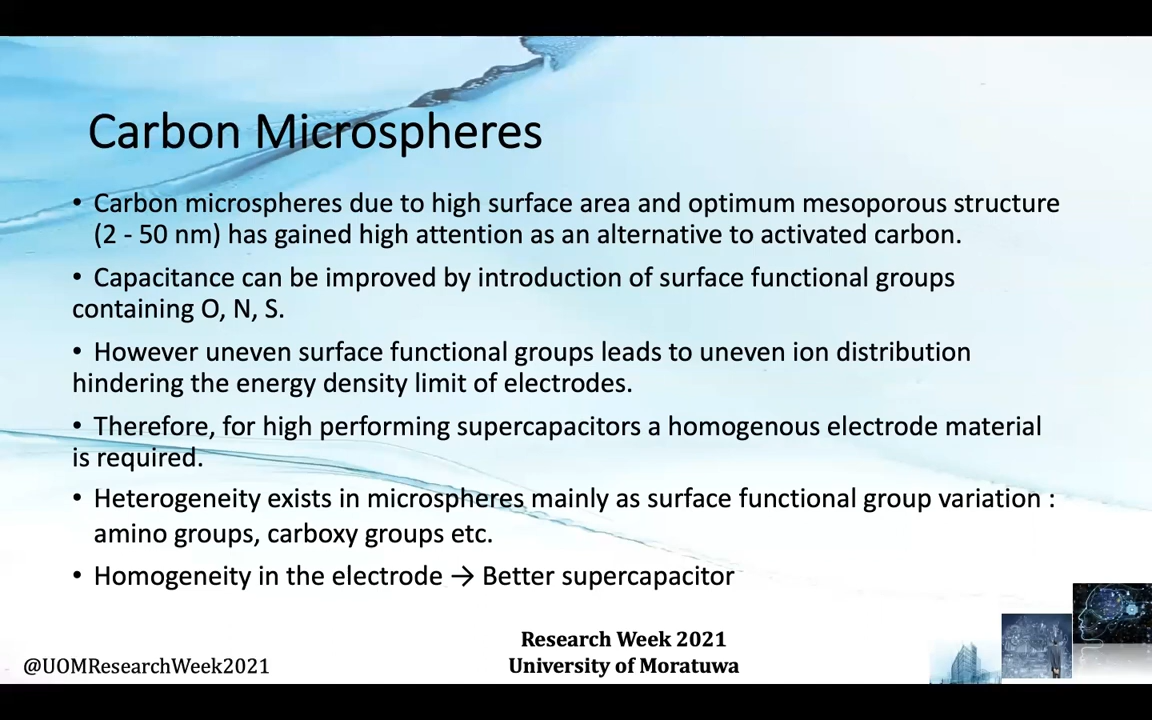 Carbon Microspheres
• Carbon microspheres due to high surface area and optimum mesoporous structure
(2 - 50 nm) has gained high attention as an alternative to activated carbon.
• Capacitance can be improved by introduction of surface functional groups
containing O, N, S.
• However uneven surface functional groups leads to uneven ion distribution
hindering the energy density limit of electrodes.
• Therefore, for high performing supercapacitors a homogenous electrode material
is required.
• Heterogeneity exists in microspheres mainly as surface functional group variation :
amino groups, carboxy groups etc.
• Homogeneity in the electrode → Better supercapacitor
Research Week 2021
@UOMResearchWeek2021
University of Moratuwa